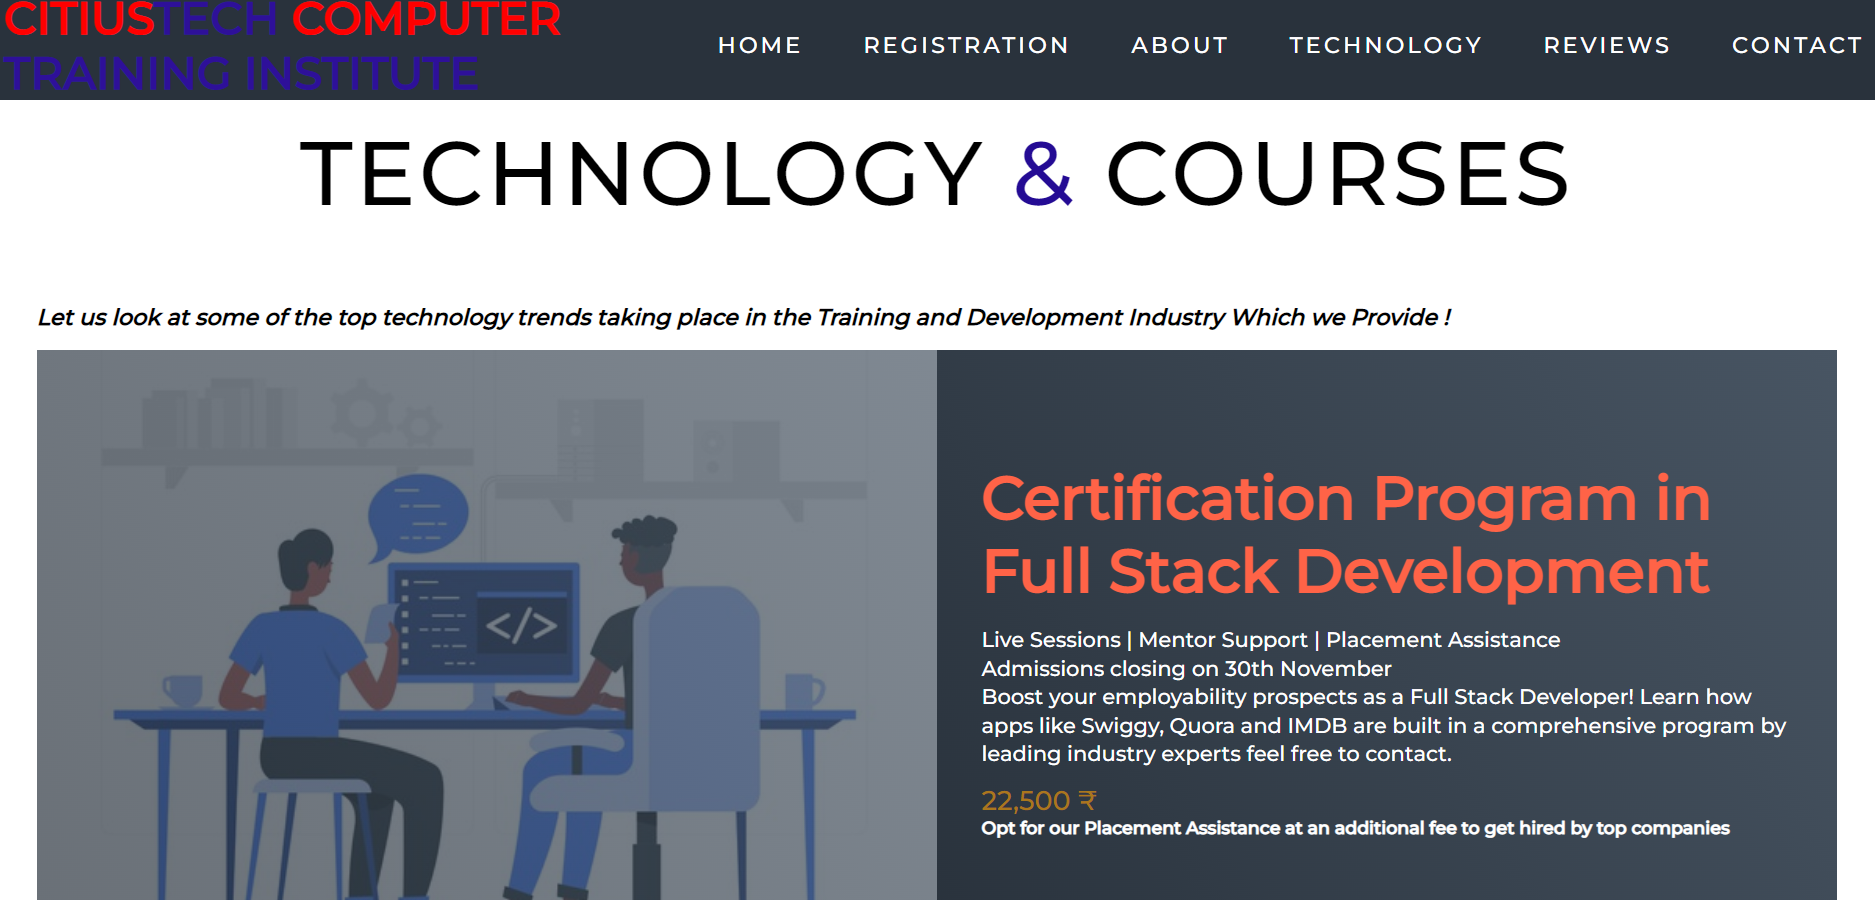 CITIUSTECH COMPUTER
TRAINING INSTITUTE
HOME REGISTRATION ABOUT TECHNOLOGY REVIEWS CONTACT
TECHNOLOGY & COURSES
Let us look at some of the top technology trends taking place in the Training and Development Industry Which we Provide !
</>
Certification Program in
Full Stack Development
Live Sessions | Mentor Support | Placement Assistance
Admissions closing on 30th November
Boost your employability prospects as a Full Stack Developer! Learn how
apps like Swiggy, Quora and IMDB are built in a comprehensive program by
leading industry experts feel free to contact.
22,500 ₹
Opt for our Placement Assistance at an additional fee to get hired by top companies